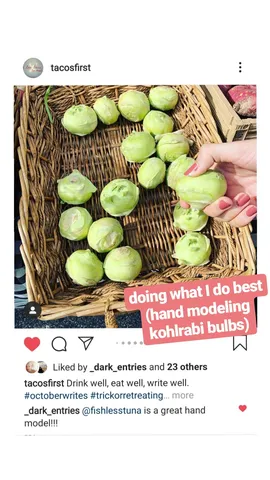 tacosfirst
doing what I do best
(hand modeling
kohlrabi bulbs)
Liked by _dark_entries and 23 others
tacosfirst Drink well, eat well, write well.
#octoberwrites #trickorretreating... more
_dark_entries @fishlesstuna is a great hand
model!!!